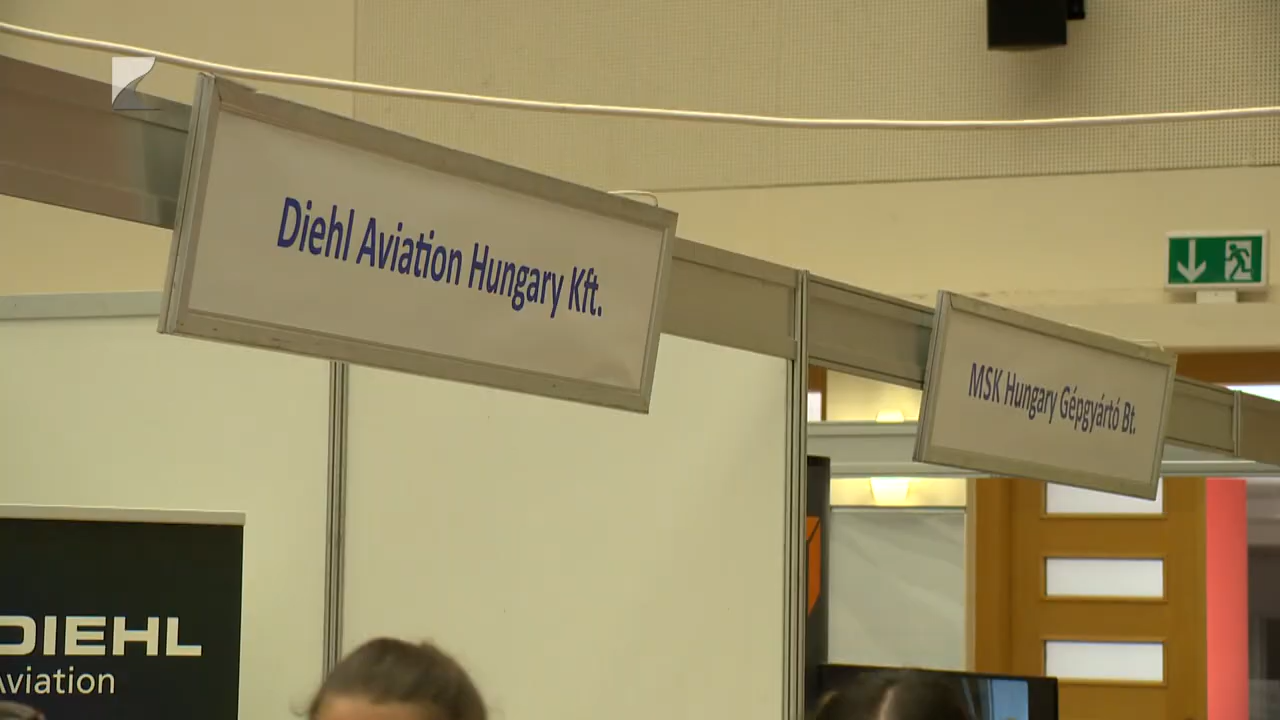 Diehl Aviation Hungary Kft.
MSK Hungary Gépgyártó Bt.
DIEHL
Aviation